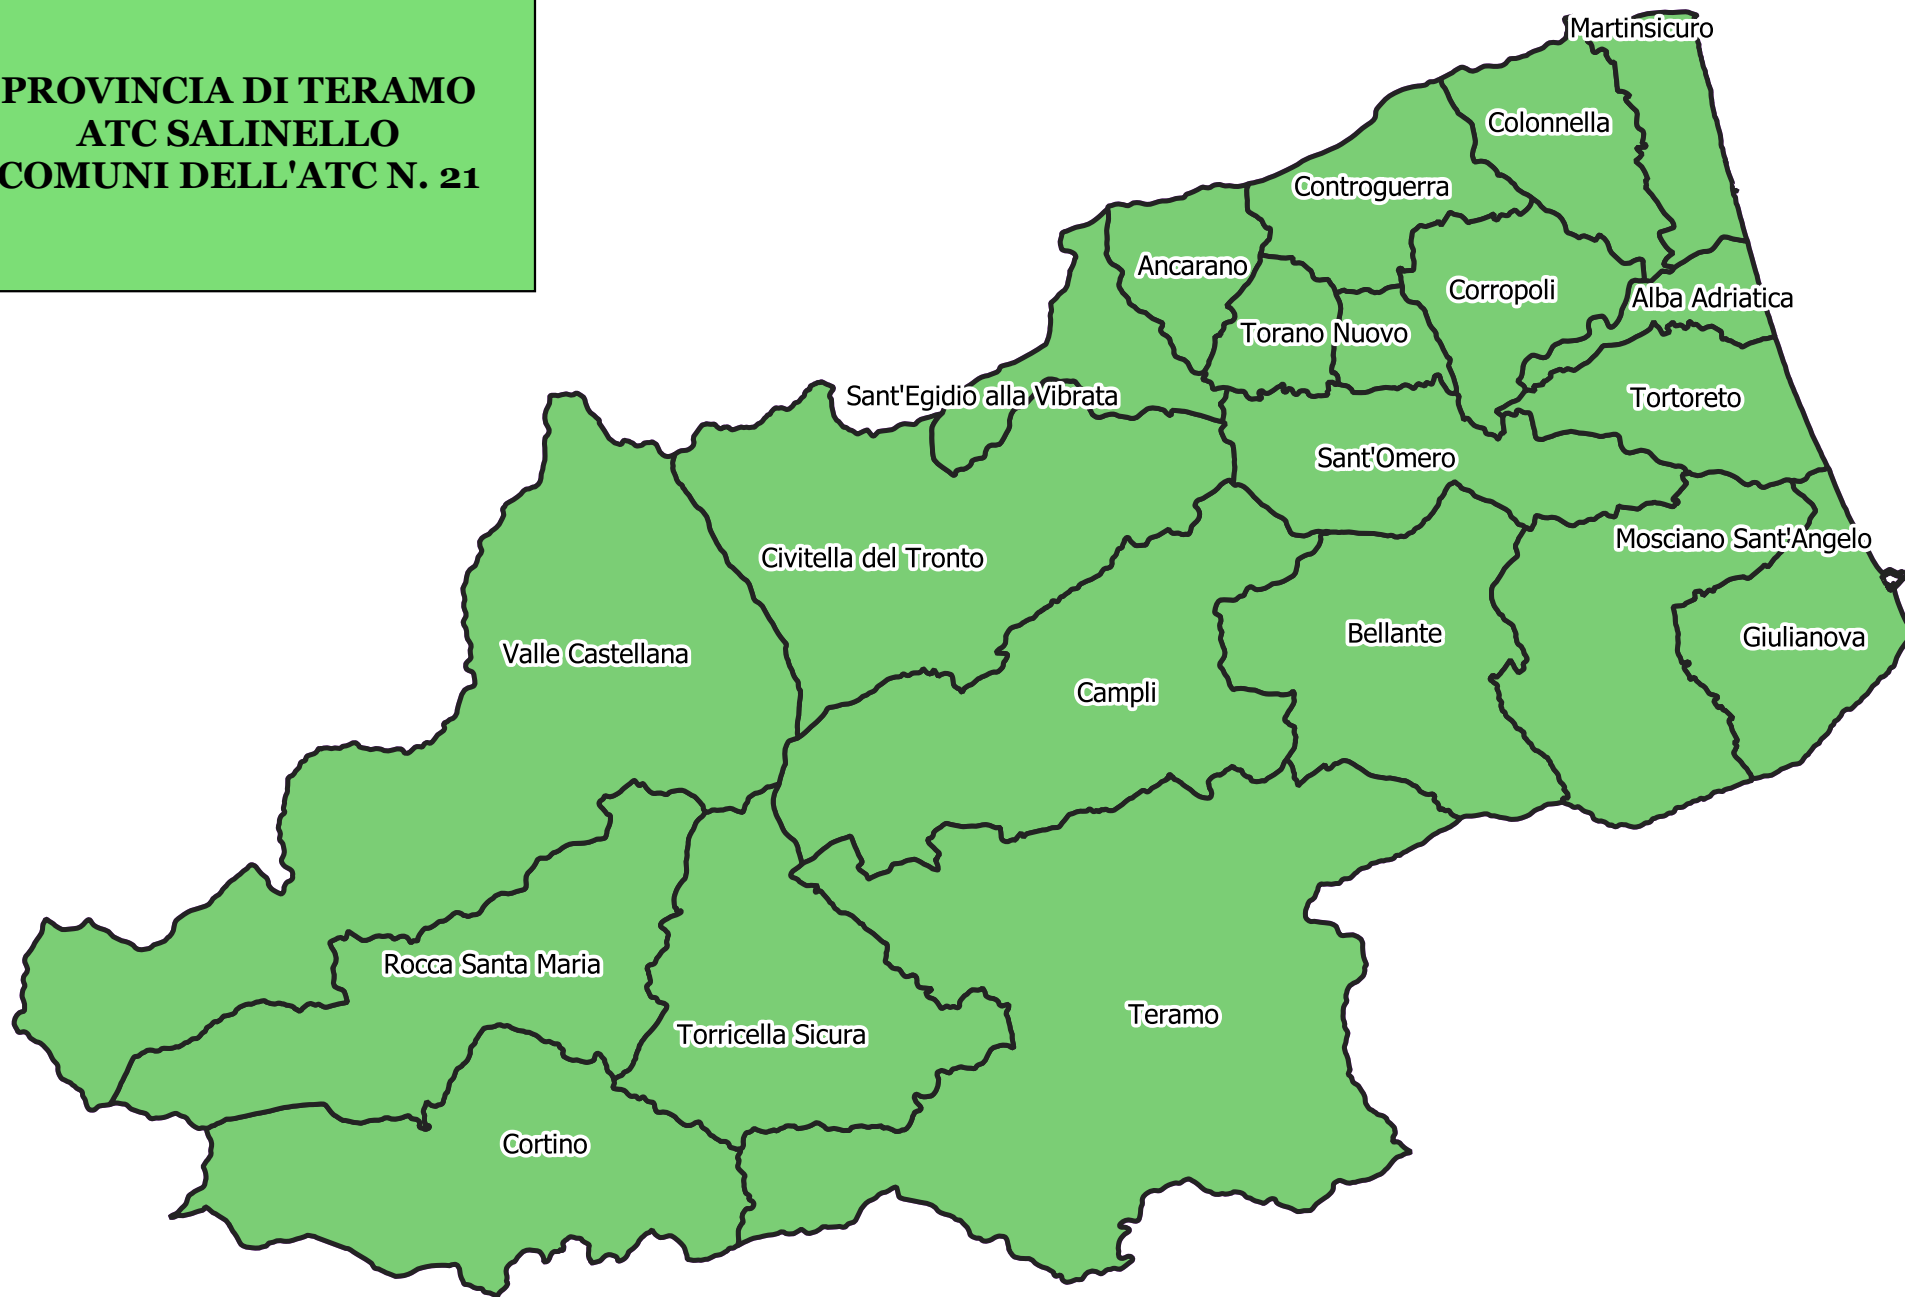 PROVINCIA DI TERAMO
ATC SALINELLO
COMUNI DELL'ATC N. 21
Martinsicuro
Colonnella
Controguerra
Ancarano
Corropoli
Alba Adriatica
Torano Nuovo
Sant'Egidio alla Vibrata
Tortoreto
Sant'Omero
Mosciano Sant'Angelo
Civitella del Tronto
Bellante
Giulianova
Valle Castellana
Campli
Rocca Santa Maria
Teramo
Torricella Sicura
Cortino